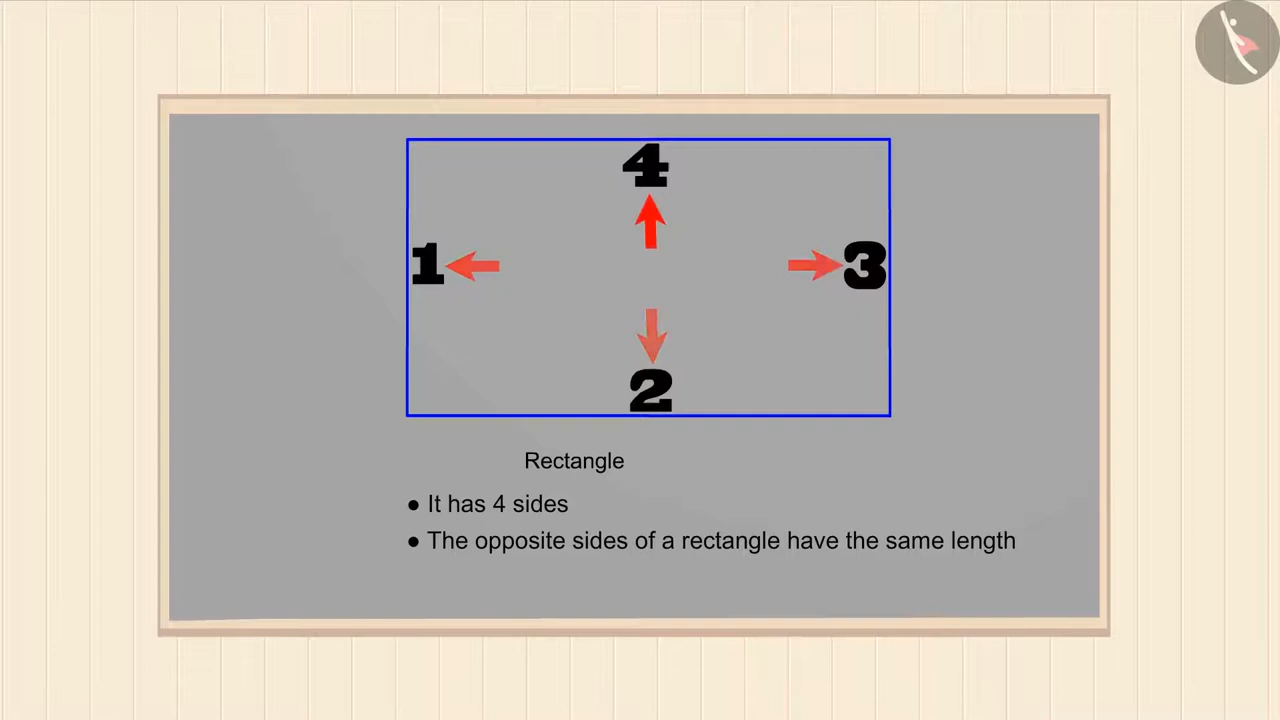 4
1
3
2
Rectangle
● It has 4 sides
● The opposite sides of a rectangle have the same length